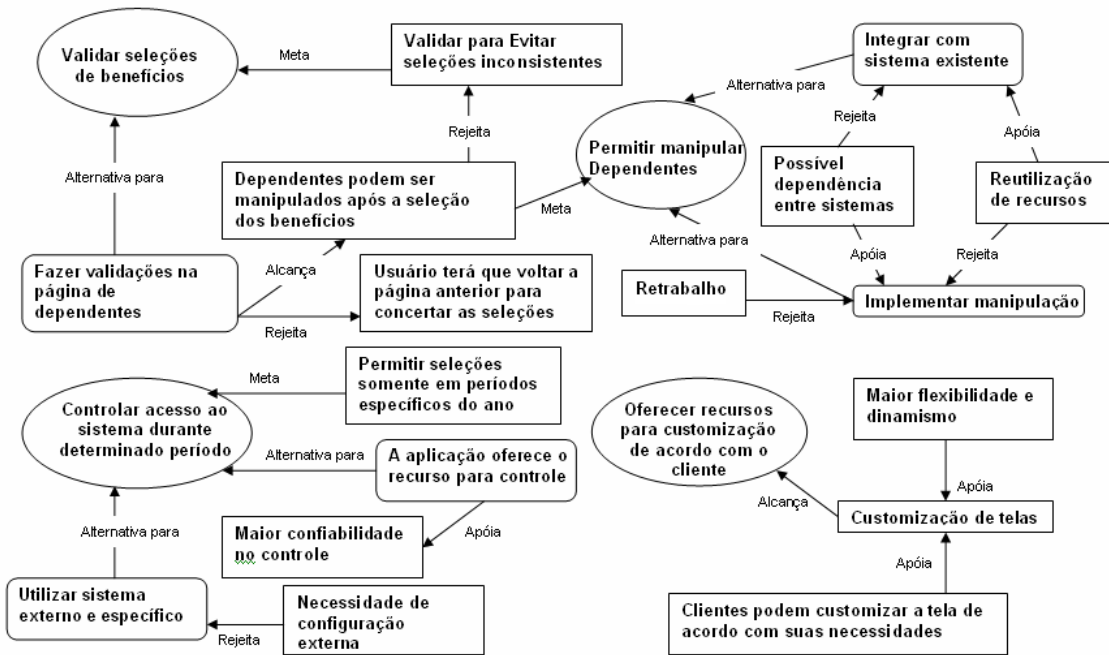 Validar seleções
de benefícios
Meta
Validar para Evitar
seleções inconsistentes
Integrar com
sistema existente
Alternativa para
Rejeita
Apóia
Rejeita
Permitir manipular
Dependentes
Alternativa para
Dependentes podem ser
manipulados após a seleção
dos benefícios
Meta
Possível
dependência
entre sistemas
Reutilização
de recursos
Alternativa para
Apóia
Rejeita
Fazer validações na
página de
dependentes
Alcança
Usuário terá que voltar a
página anterior para
concertar as seleções
Rejeita
Retrabalho
Rejeita
Implementar manipulação
Permitir seleções
somente em períodos
específicos do ano
Meta
Controlar acesso ao
sistema durante
determinado período
Alternativa para
A aplicação oferece o
recurso para controle
Apóia
Maior confiabilidade
no controle
Alternativa para
Utilizar sistema
externo e específico
Rejeita
Necessidade de
configuração
externa
Oferecer recursos
para customização
de acordo com o
cliente
Maior flexibilidade e
dinamismo
Apóia
Alcança
Customização de telas
Apóia
Clientes podem customizar a tela de
acordo com suas necessidades